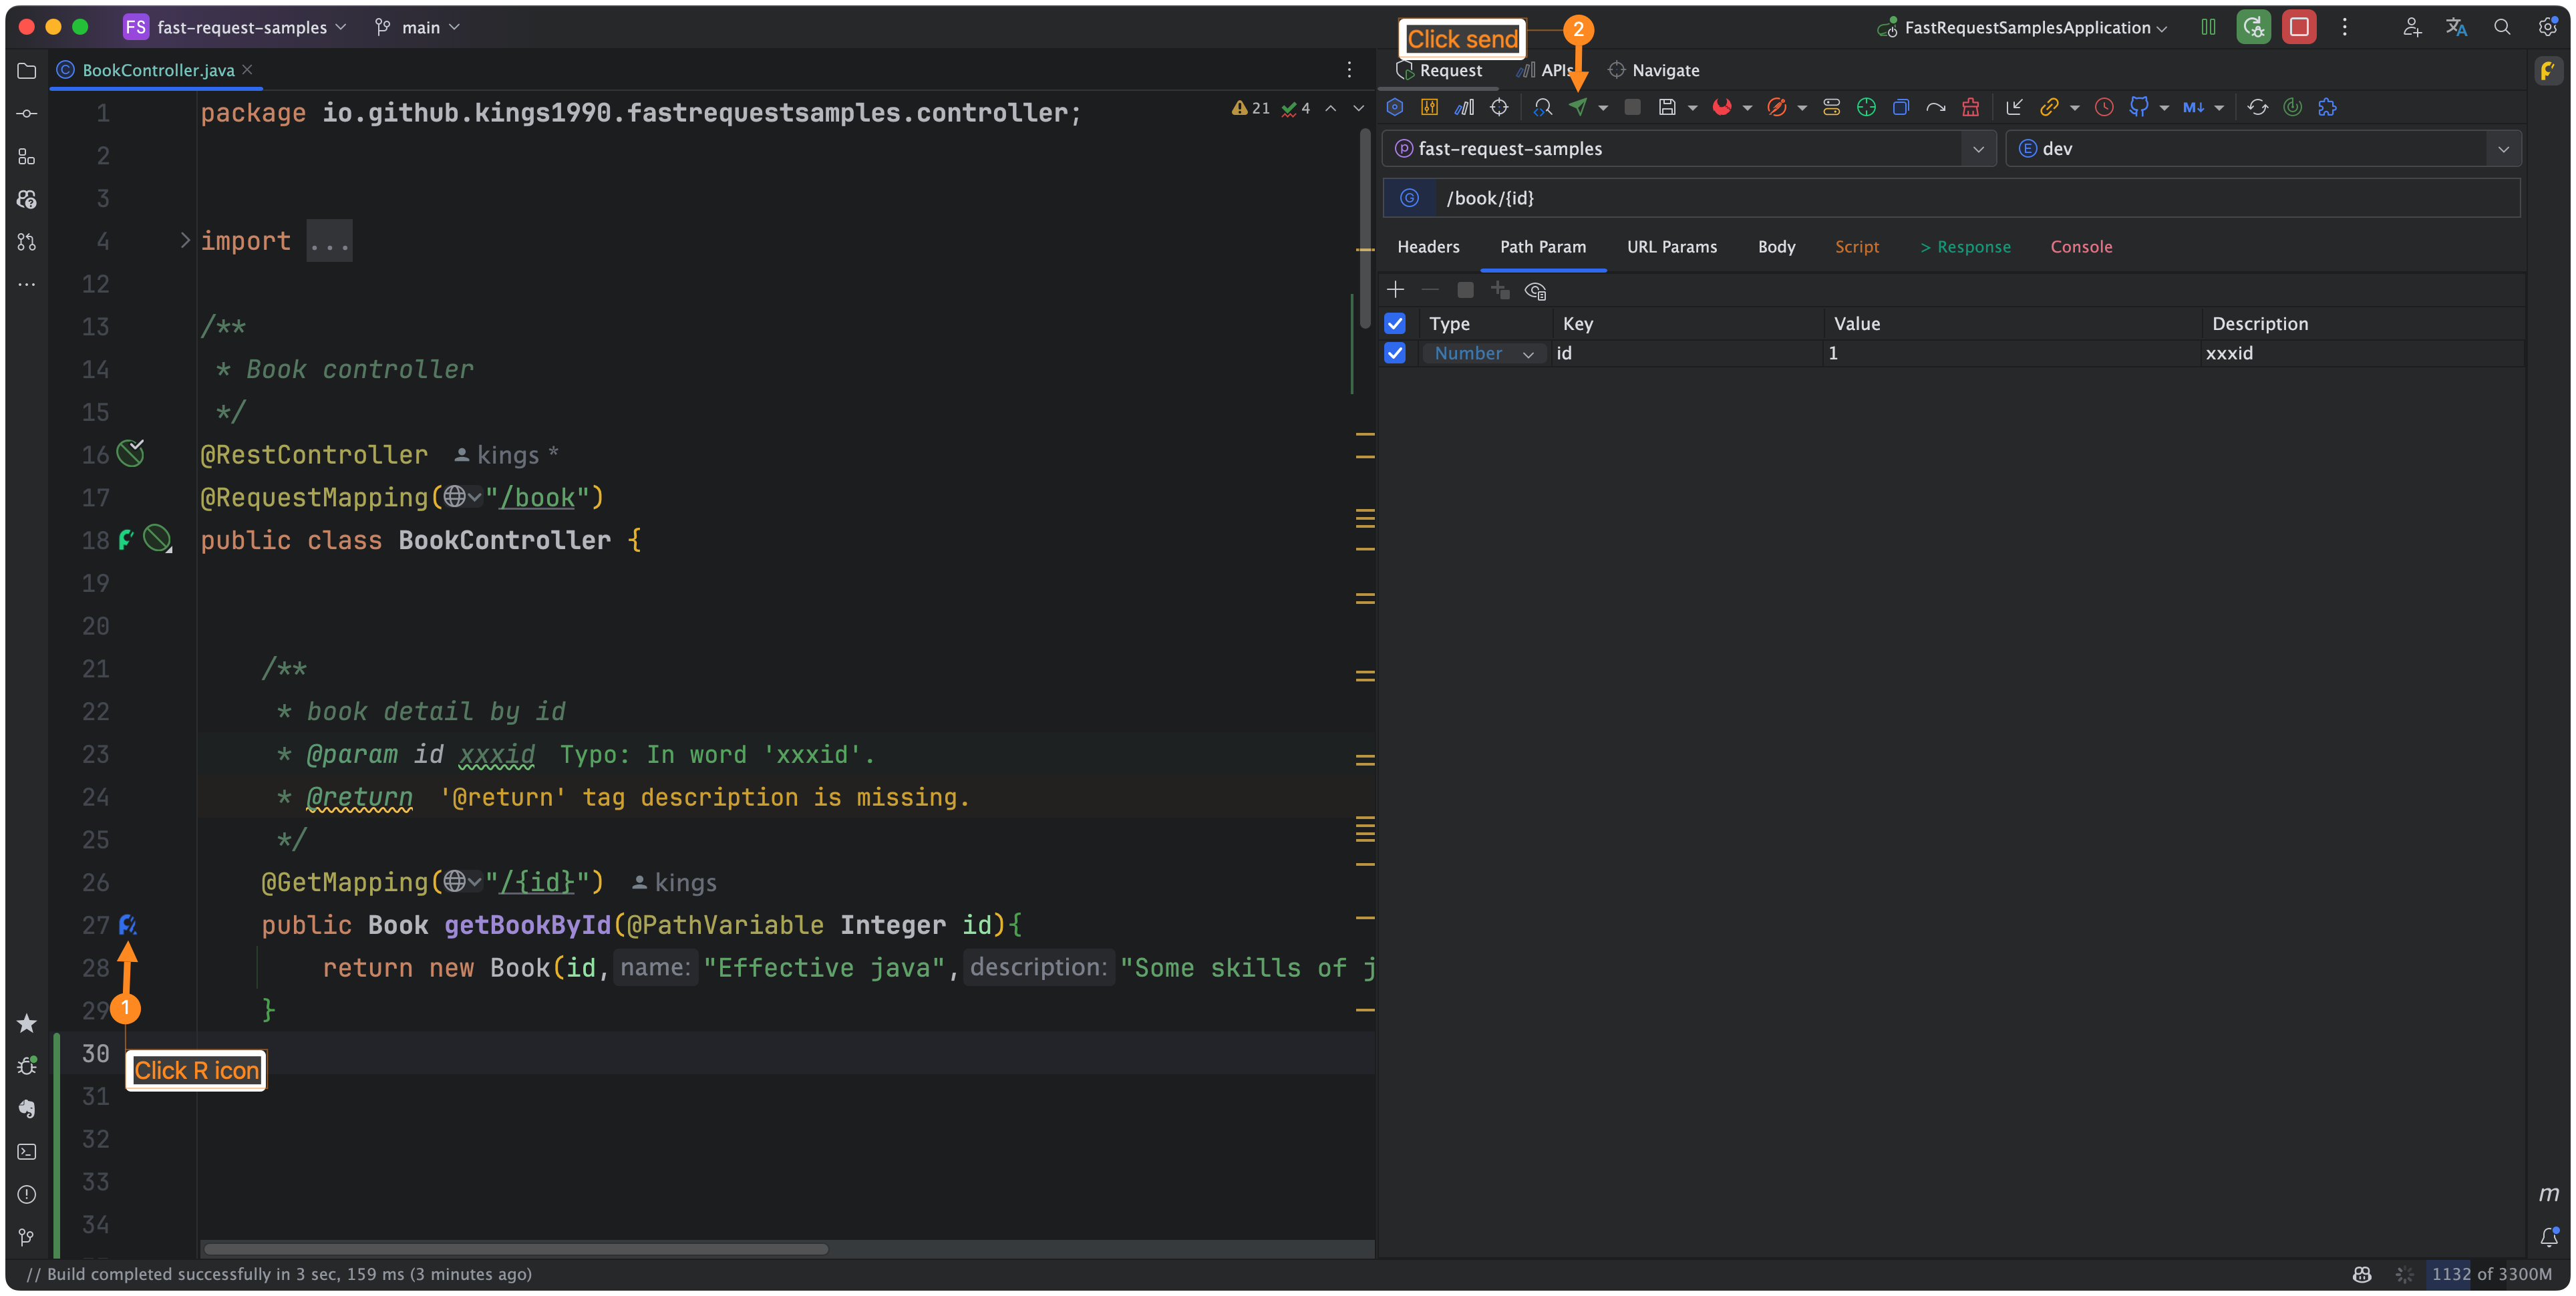 FS fast-request-samples main
FastRequestSamplesApplication
Click send 2
BookController.java
Request APIs Navigate
21 4
M↓
fast-request-samples
E dev
G /book/{id}
Headers Path Param URL Params Body Script > Response Console
Type Key Value Description
Number id 1 xxxid
1 package io.github.kings1990.fastrequestsamples.controller;
2
3
4 import ...
12
13 /**
14 * Book controller
15 */
16 @RestController kings *
17 @RequestMapping("/book")
18 public class BookController {
19
20
21 /**
22 * book detail by id
23 * @param id xxxid Typo: In word 'xxxid'.
24 * @return '@return' tag description is missing.
25 */
26 @GetMapping("/{id}") kings
27 public Book getBookById(@PathVariable Integer id){
28 return new Book(id, name: "Effective java", description: "Some skills of j
29 }
1
30
Click R icon
31
32
33
34
m
// Build completed successfully in 3 sec, 159 ms (3 minutes ago)
1132 of 3300M